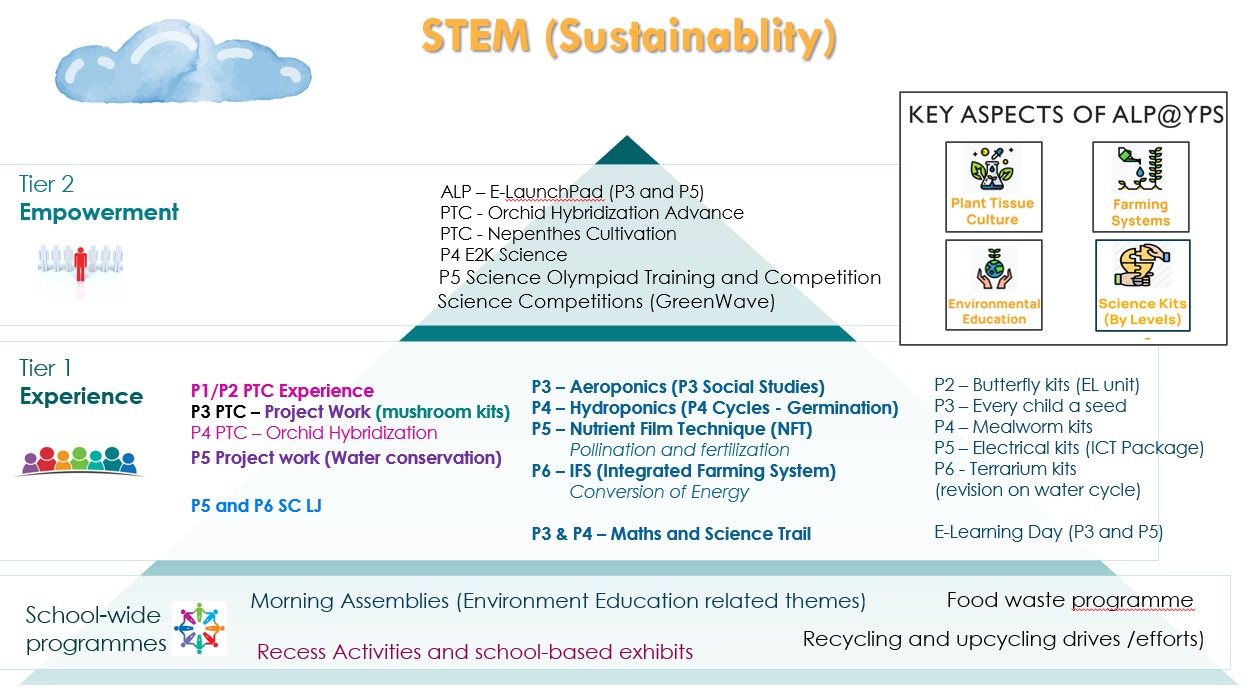 STEM (Sustainablity)
KEY ASPECTS OF ALP@YPS
Plant Tissue
Culture
Farming
Systems
Environmental
Education
Science Kits
(By Levels)
Tier 2
Empowerment
ALP – E-LaunchPad (P3 and P5)
PTC - Orchid Hybridization Advance
PTC - Nepenthes Cultivation
P4 E2K Science
P5 Science Olympiad Training and Competition
Science Competitions (GreenWave)
Tier 1
Experience
P1/P2 PTC Experience
P3 PTC – Project Work (mushroom kits)
P4 PTC – Orchid Hybridization
P5 Project work (Water conservation)
P5 and P6 SC LJ
P3 – Aeroponics (P3 Social Studies)
P4 – Hydroponics (P4 Cycles - Germination)
P5 – Nutrient Film Technique (NFT)
Pollination and fertilization
P6 – IFS (Integrated Farming System)
Conversion of Energy
P3 & P4 – Maths and Science Trail
P2 – Butterfly kits (EL unit)
P3 – Every child a seed
P4 – Mealworm kits
P5 – Electrical kits (ICT Package)
P6 - Terrarium kits
(revision on water cycle)
E-Learning Day (P3 and P5)
School-wide
programmes
Morning Assemblies (Environment Education related themes)
Food waste programme
Recess Activities and school-based exhibits
Recycling and upcycling drives /efforts)